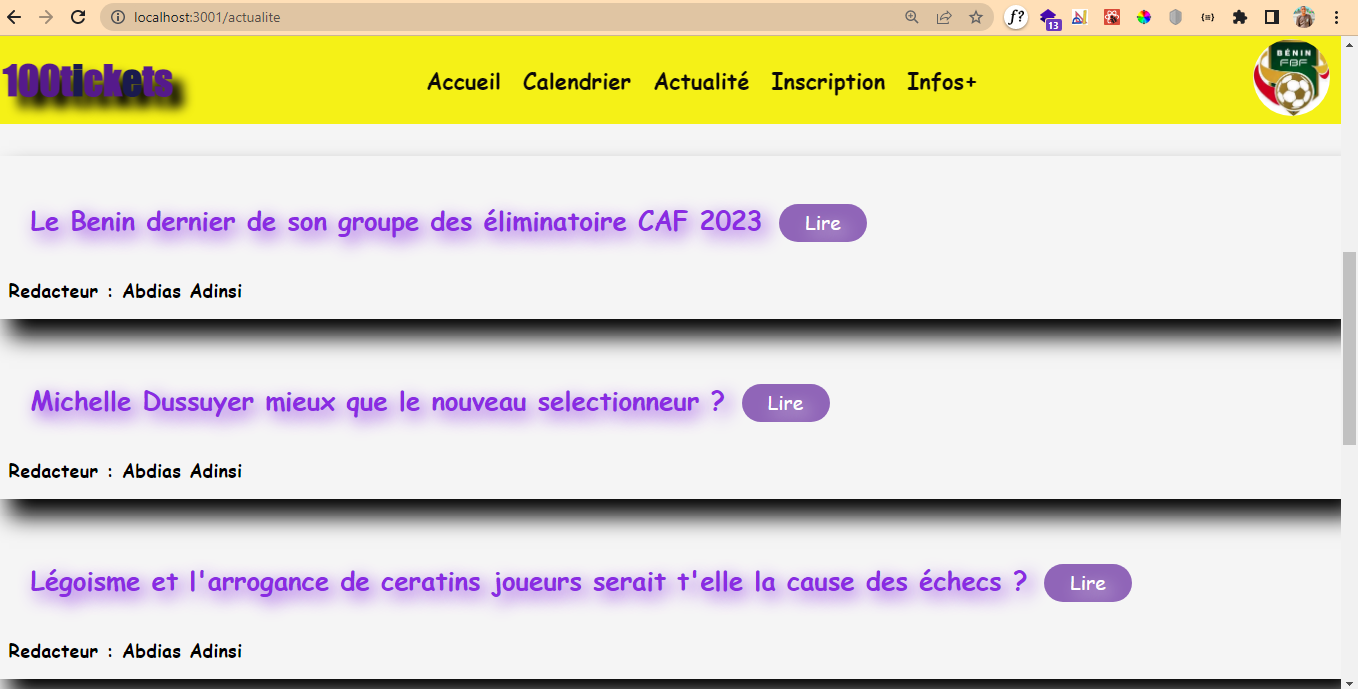 localhost:3001/actualite
f?
13
100tickets
Accueil Calendrier Actualité Inscription Infos+
BÉNIN
FBF
Le Benin dernier de son groupe des éliminatoire CAF 2023 Lire
Redacteur : Abdias Adinsi
Michelle Dussuyer mieux que le nouveau selectionneur ? Lire
Redacteur : Abdias Adinsi
Légoisme et l'arrogance de ceratins joueurs serait t'elle la cause des échecs ? Lire
Redacteur : Abdias Adinsi